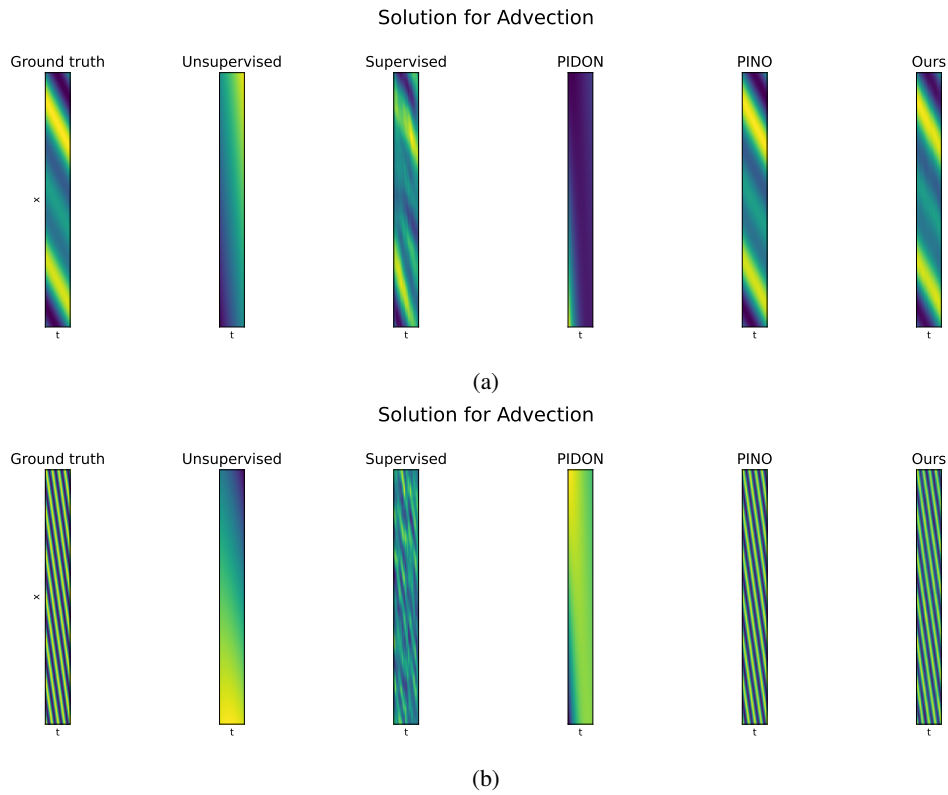 Solution for Advection
Ground truth Unsupervised Supervised PIDON PINO Ours
x
t t t t t t
(a)
Solution for Advection
Ground truth Unsupervised Supervised PIDON PINO Ours
x
t t t t t t
(b)